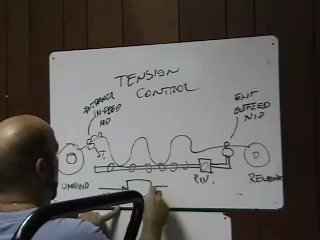 TENSION
CONTROL
ENTRANCE
IN-FEED
NIP
EXIT
OUTFEED
NIP
UNWIND
P.I.V.
REWIND